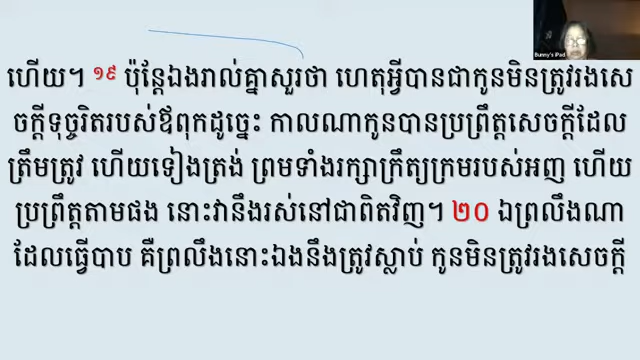 Bunny's iPad
ហើយ។ ១៩ ប៉ុន្តែឯងរាល់គ្នាសួរថា ហេតុអ្វីបានជាកូនមិនត្រូវរងសេ
ចក្ដីទុច្ចរិតរបស់ឪពុកដូច្នេះ កាលណាកូនបានប្រព្រឹត្តសេចក្ដីដែល
ត្រឹមត្រូវ ហើយទៀងត្រង់ ព្រមទាំងរក្សាក្រឹត្យក្រមរបស់អញ ហើយ
ប្រព្រឹត្តតាមផង នោះវានឹងរស់នៅជាពិតវិញ។ ២០ ឯព្រលឹងណា
ដែលធ្វើបាប គឺព្រលឹងនោះឯងនឹងត្រូវស្លាប់ កូនមិនត្រូវរងសេចក្ដី